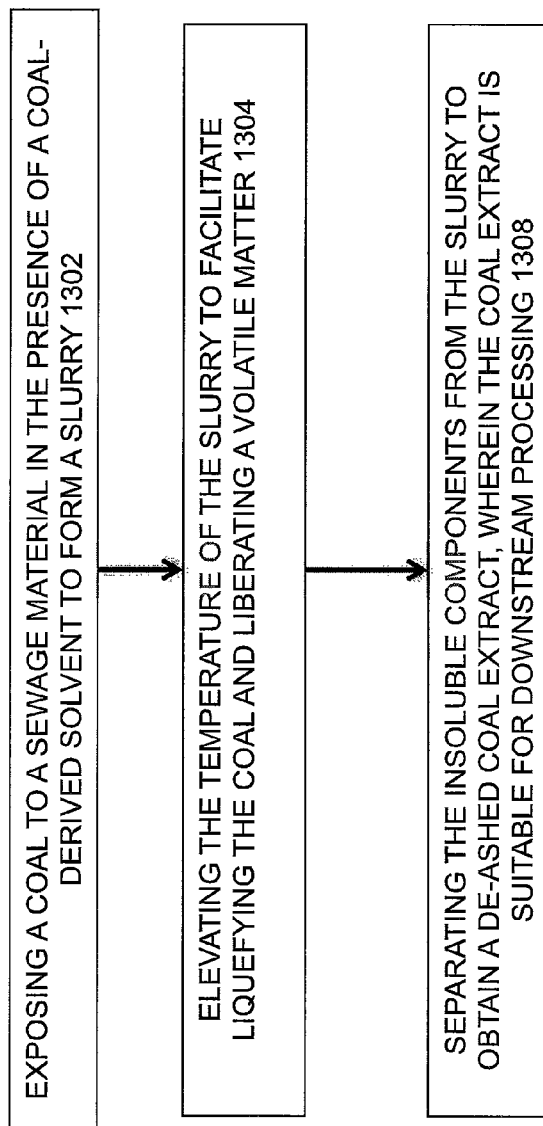 EXPOSING A COAL TO A SEWAGE MATERIAL IN THE PRESENCE OF A COAL-
DERIVED SOLVENT TO FORM A SLURRY 1302
ELEVATING THE TEMPERATURE OF THE SLURRY TO FACILITATE
LIQUEFYING THE COAL AND LIBERATING A VOLATILE MATTER 1304
SEPARATING THE INSOLUBLE COMPONENTS FROM THE SLURRY TO
OBTAIN A DE-ASHED COAL EXTRACT, WHEREIN THE COAL EXTRACT IS
SUITABLE FOR DOWNSTREAM PROCESSING 1308